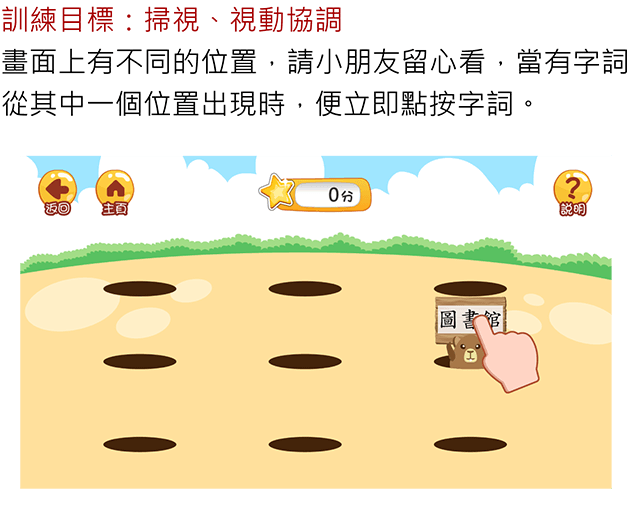 訓練目標：掃視、視動協調
畫面上有不同的位置，請小朋友留心看，當有字詞
從其中一個位置出現時，便立即點按字詞。
返回
主頁
0分
說明
圖書館